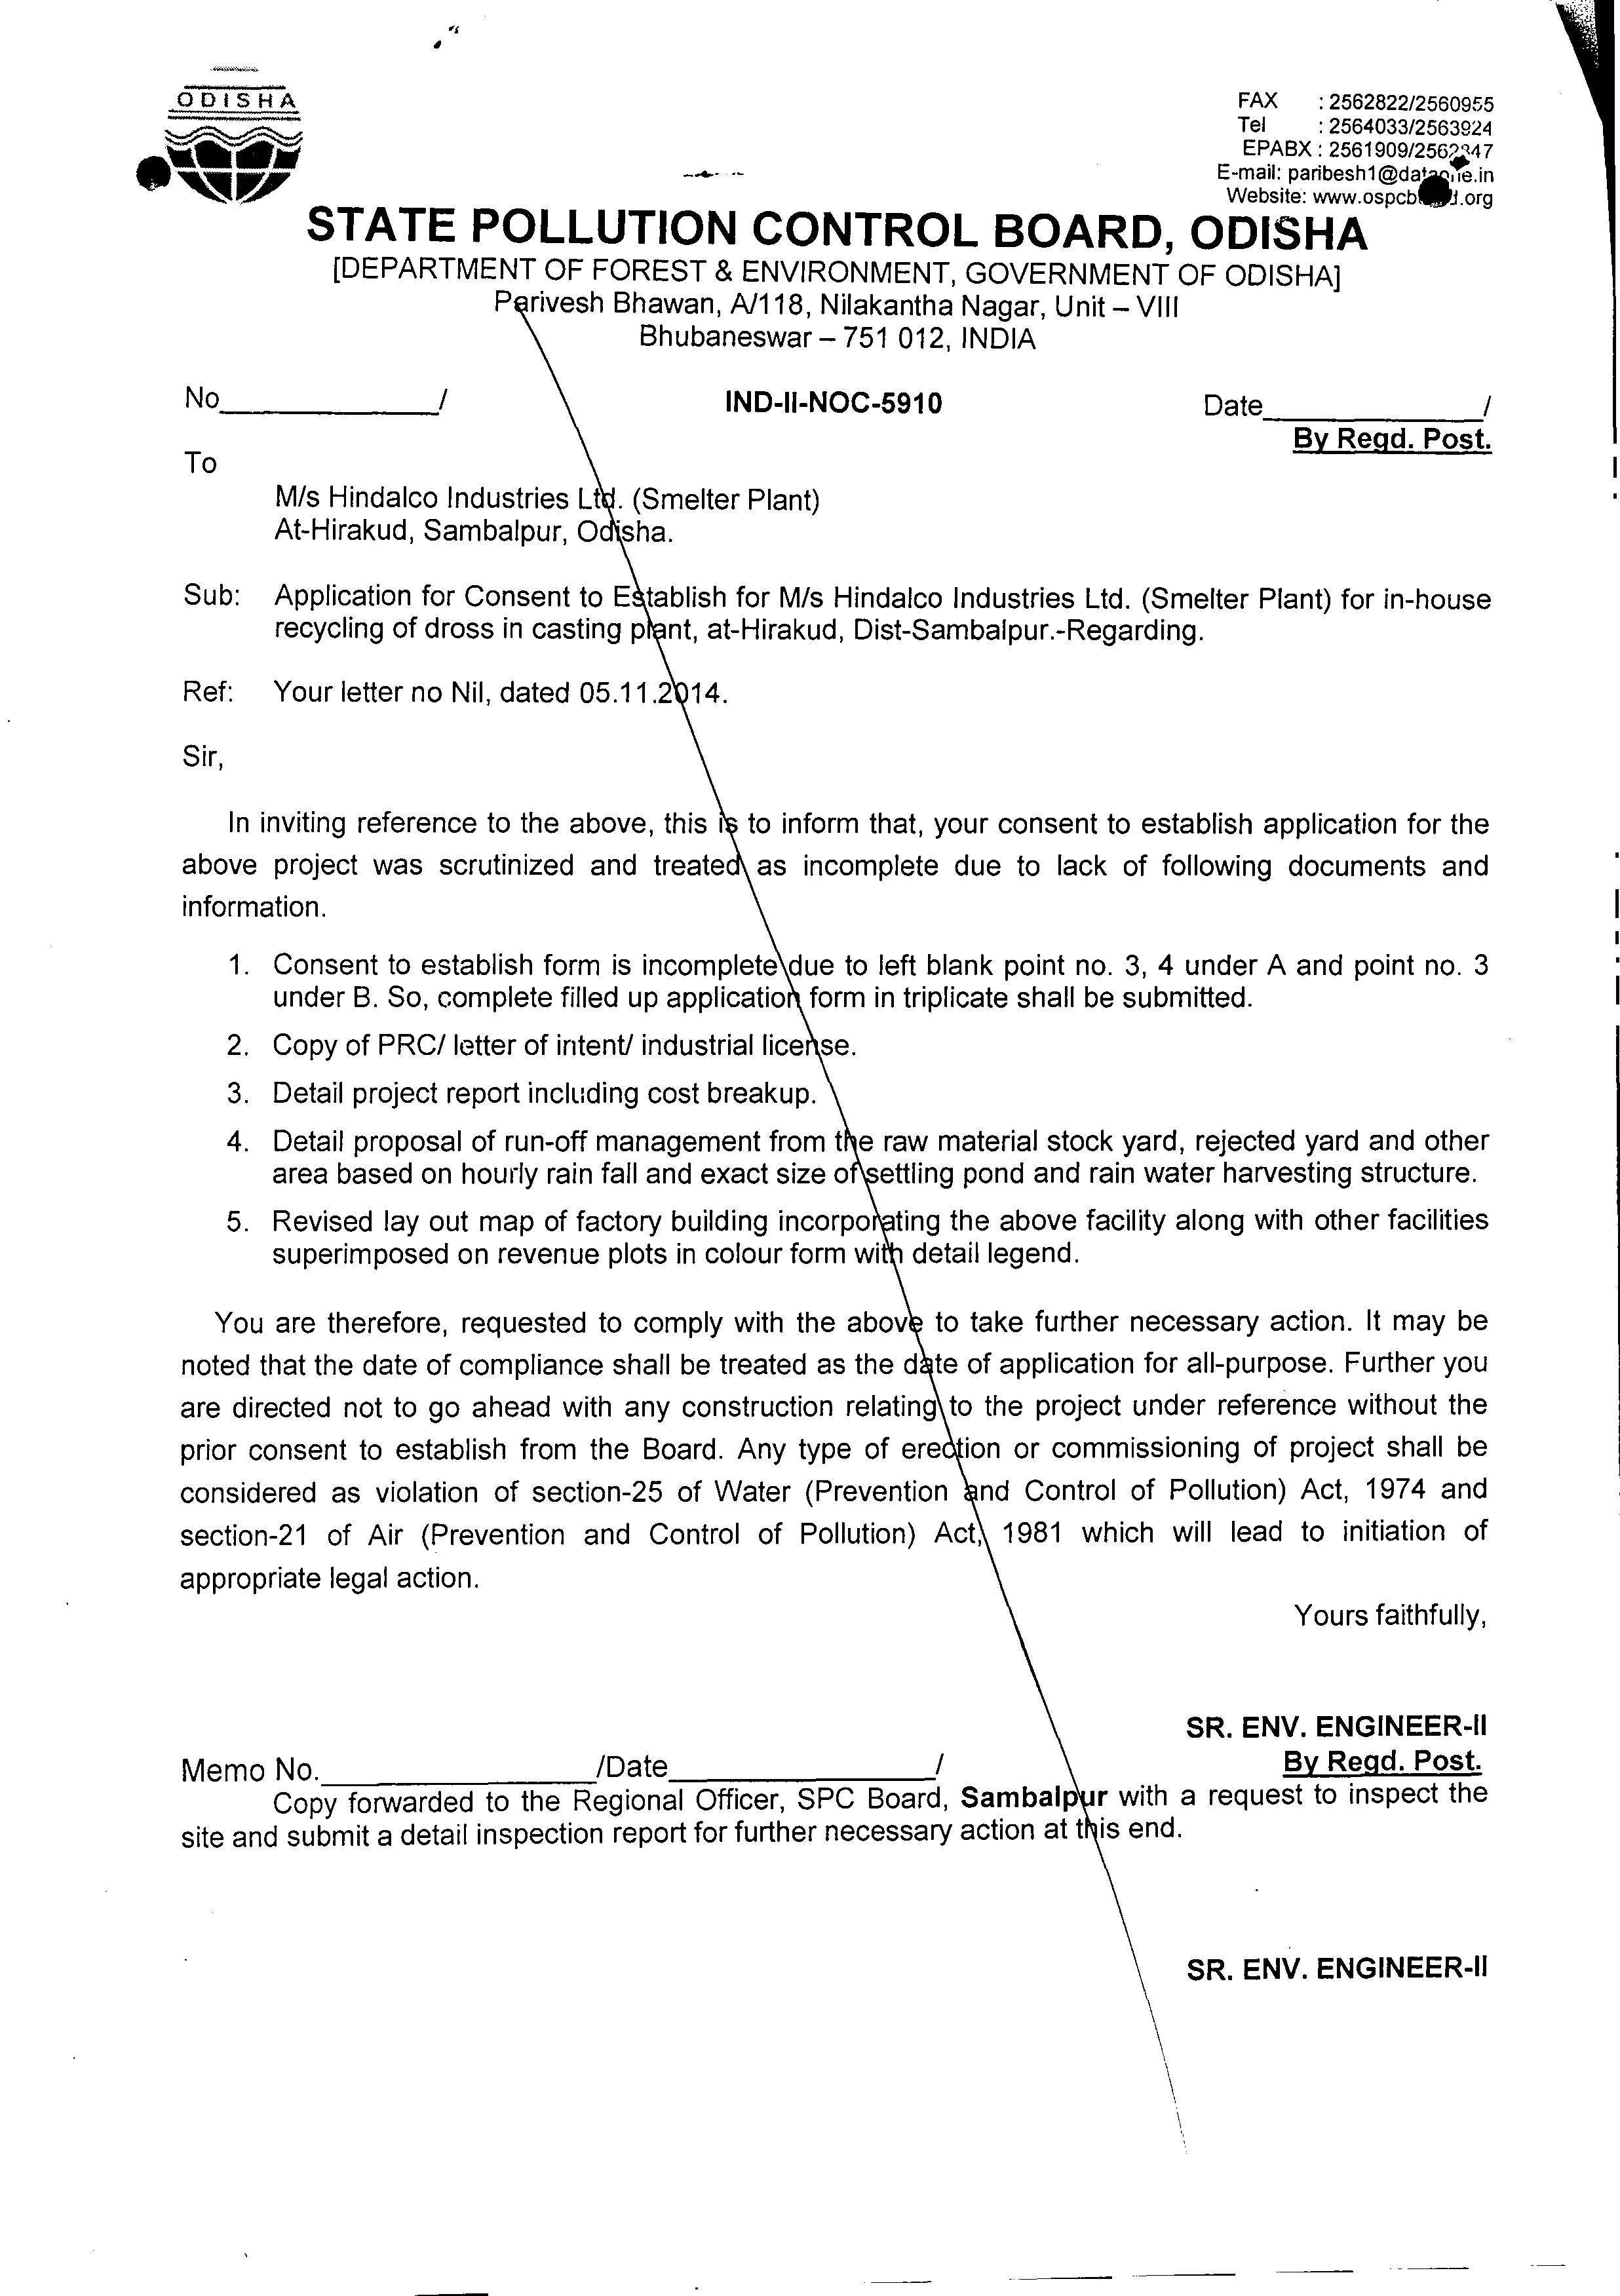 ODISHA
FAX : 2562822/2560955
Tel : 2564033/2563924
EPABX : 2561909/
E-mail:
Website:
STATE POLLUTION CONTROL BOARD, ODISHA
[DEPARTMENT OF FOREST & ENVIRONMENT, GOVERNMENT OF ODISHA]
Parivesh Bhawan, A/118, Nilakantha Nagar, Unit – VIII
Bhubaneswar – 751 012, INDIA
No______________/ IND-II-NOC-5910 Date______________/
By Regd. Post.
To
M/s Hindalco Industries Ltd. (Smelter Plant)
At-Hirakud, Sambalpur, Odisha.
Sub: Application for Consent to Establish for M/s Hindalco Industries Ltd. (Smelter Plant) for in-house
recycling of dross in casting plant, at-Hirakud, Dist-Sambalpur.-Regarding.
Ref: Your letter no Nil, dated 05.11.2014.
Sir,
In inviting reference to the above, this is to inform that, your consent to establish application for the
above project was scrutinized and treated as incomplete due to lack of following documents and
information.
1. Consent to establish form is incomplete due to left blank point no. 3, 4 under A and point no. 3
under B. So, complete filled up application form in triplicate shall be submitted.
2. Copy of PRC/ letter of intent/ industrial license.
3. Detail project report including cost breakup.
4. Detail proposal of run-off management from the raw material stock yard, rejected yard and other
area based on hourly rain fall and exact size of settling pond and rain water harvesting structure.
5. Revised lay out map of factory building incorporating the above facility along with other facilities
superimposed on revenue plots in colour form with detail legend.
You are therefore, requested to comply with the above to take further necessary action. It may be
noted that the date of compliance shall be treated as the date of application for all-purpose. Further you
are directed not to go ahead with any construction relating to the project under reference without the
prior consent to establish from the Board. Any type of erection or commissioning of project shall be
considered as violation of section-25 of Water (Prevention and Control of Pollution) Act, 1974 and
section-21 of Air (Prevention and Control of Pollution) Act, 1981 which will lead to initiation of
appropriate legal action.
Yours faithfully,
SR. ENV. ENGINEER-II
Memo No.__________________/Date_________________/ By Regd. Post.
Copy forwarded to the Regional Officer, SPC Board, Sambalpur with a request to inspect the
site and submit a detail inspection report for further necessary action at this end.
SR. ENV. ENGINEER-II